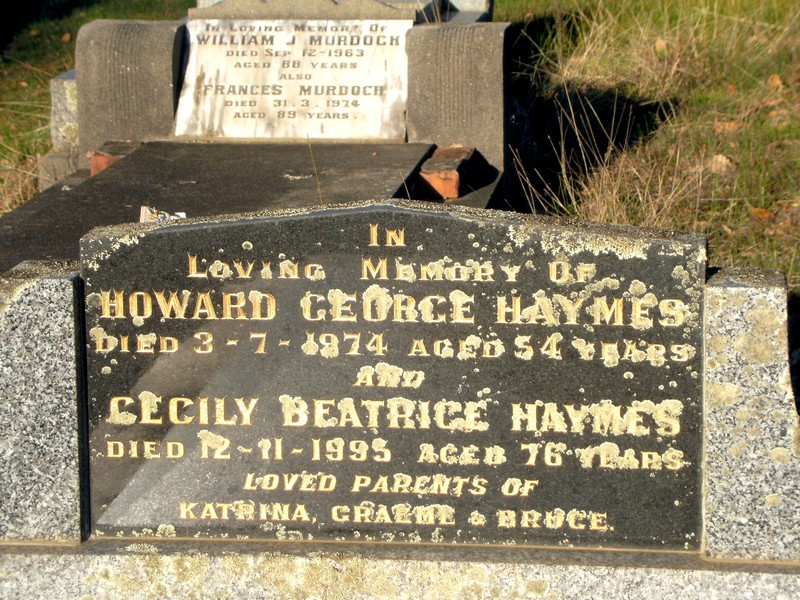 IN LOVING MEMORY OF
WILLIAM J MURDOCH
DIED SEP 12-1963
AGED 88 YEARS
ALSO
FRANCES MURDOCH
DIED 31.3.1974
AGED 89 YEARS.
IN
LOVING MEMORY OF
HOWARD GEORGE HAYMES
DIED 3-7-1974 AGED 54 YEARS
AND
CECILY BEATRICE HAYMES
DIED 12-11-1995 AGED 76 YEARS
LOVED PARENTS OF
KATRINA, GRAEME & BRUCE